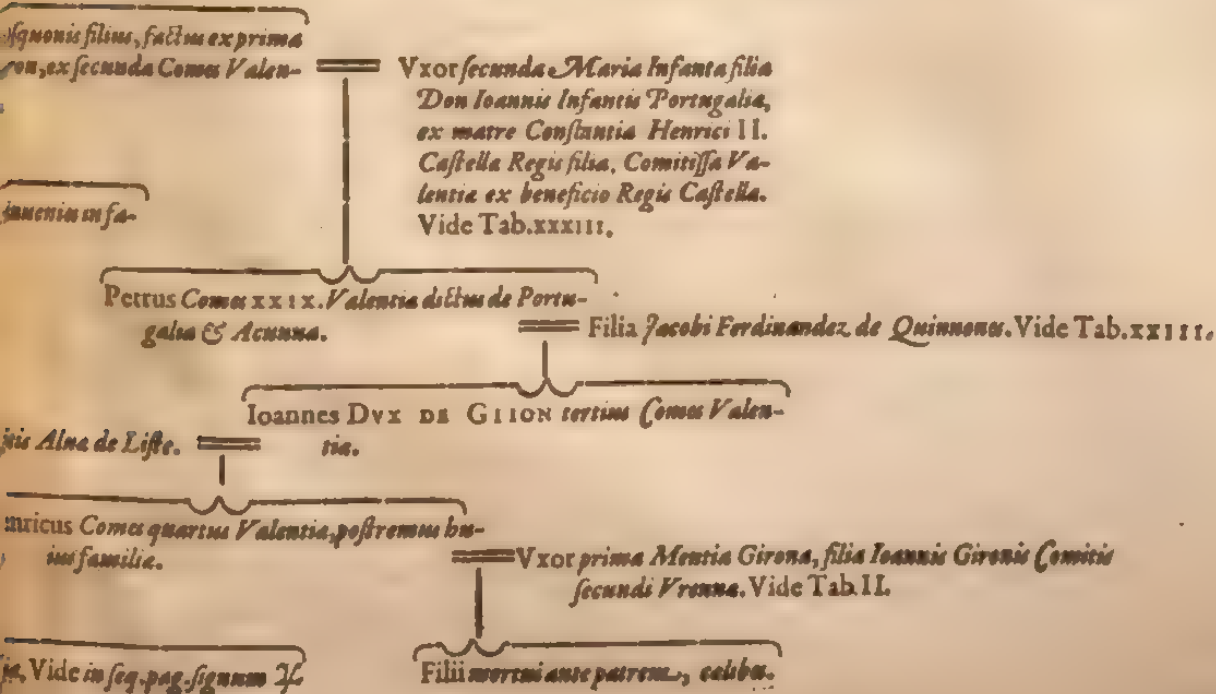 filius, factus ex prima
ex secunda Comes Valen-
Vxor secunda Maria Infanta filia
Don Ioannis Infantis Portugaliæ,
ex matre Constantia Henrici II.
Castellæ Regis filia, Comitissa Va-
lentiæ ex beneficio Regis Castellæ.
Vide Tab.xxxIII.
Petrus Comes xxIx. Valentiæ dictus de Portu-
galia & Acunna.
Filia Jacobi Ferdinandez de Quinnones. Vide Tab.xxIII.
Ioannes DVX DE GIION tertius Comes Valen-
tiæ.
Alua de Liste.
Comes quartus Valentiæ, postremus hu-
ius familiæ.
Vxor prima Mentia Girona, filia Ioannis Gironis Comitis
secundi Vrenna. Vide Tab II.
Vide in seq. pag. signum
Filii mortui ante patrem, cælibes.